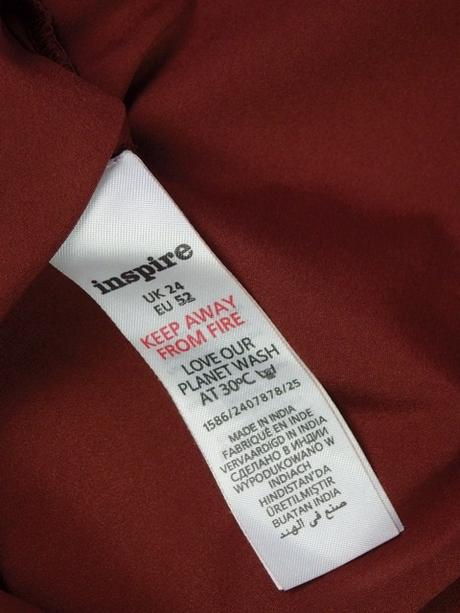 inspire
UK 24
EU 52
KEEP AWAY
FROM FIRE
LOVE OUR
PLANET WASH
AT 30ºC
1586/2407878/25
MADE IN INDIA
FABRIQUÉ EN INDE
VERVAARDIGD IN INDIA
СДЕЛАНО В ИНДИИ
WYPODUKOWANO W
INDIACH
HINDISTAN'DA
ÜRETILMIŞTIR
BUATAN INDIA
صنع في الهند